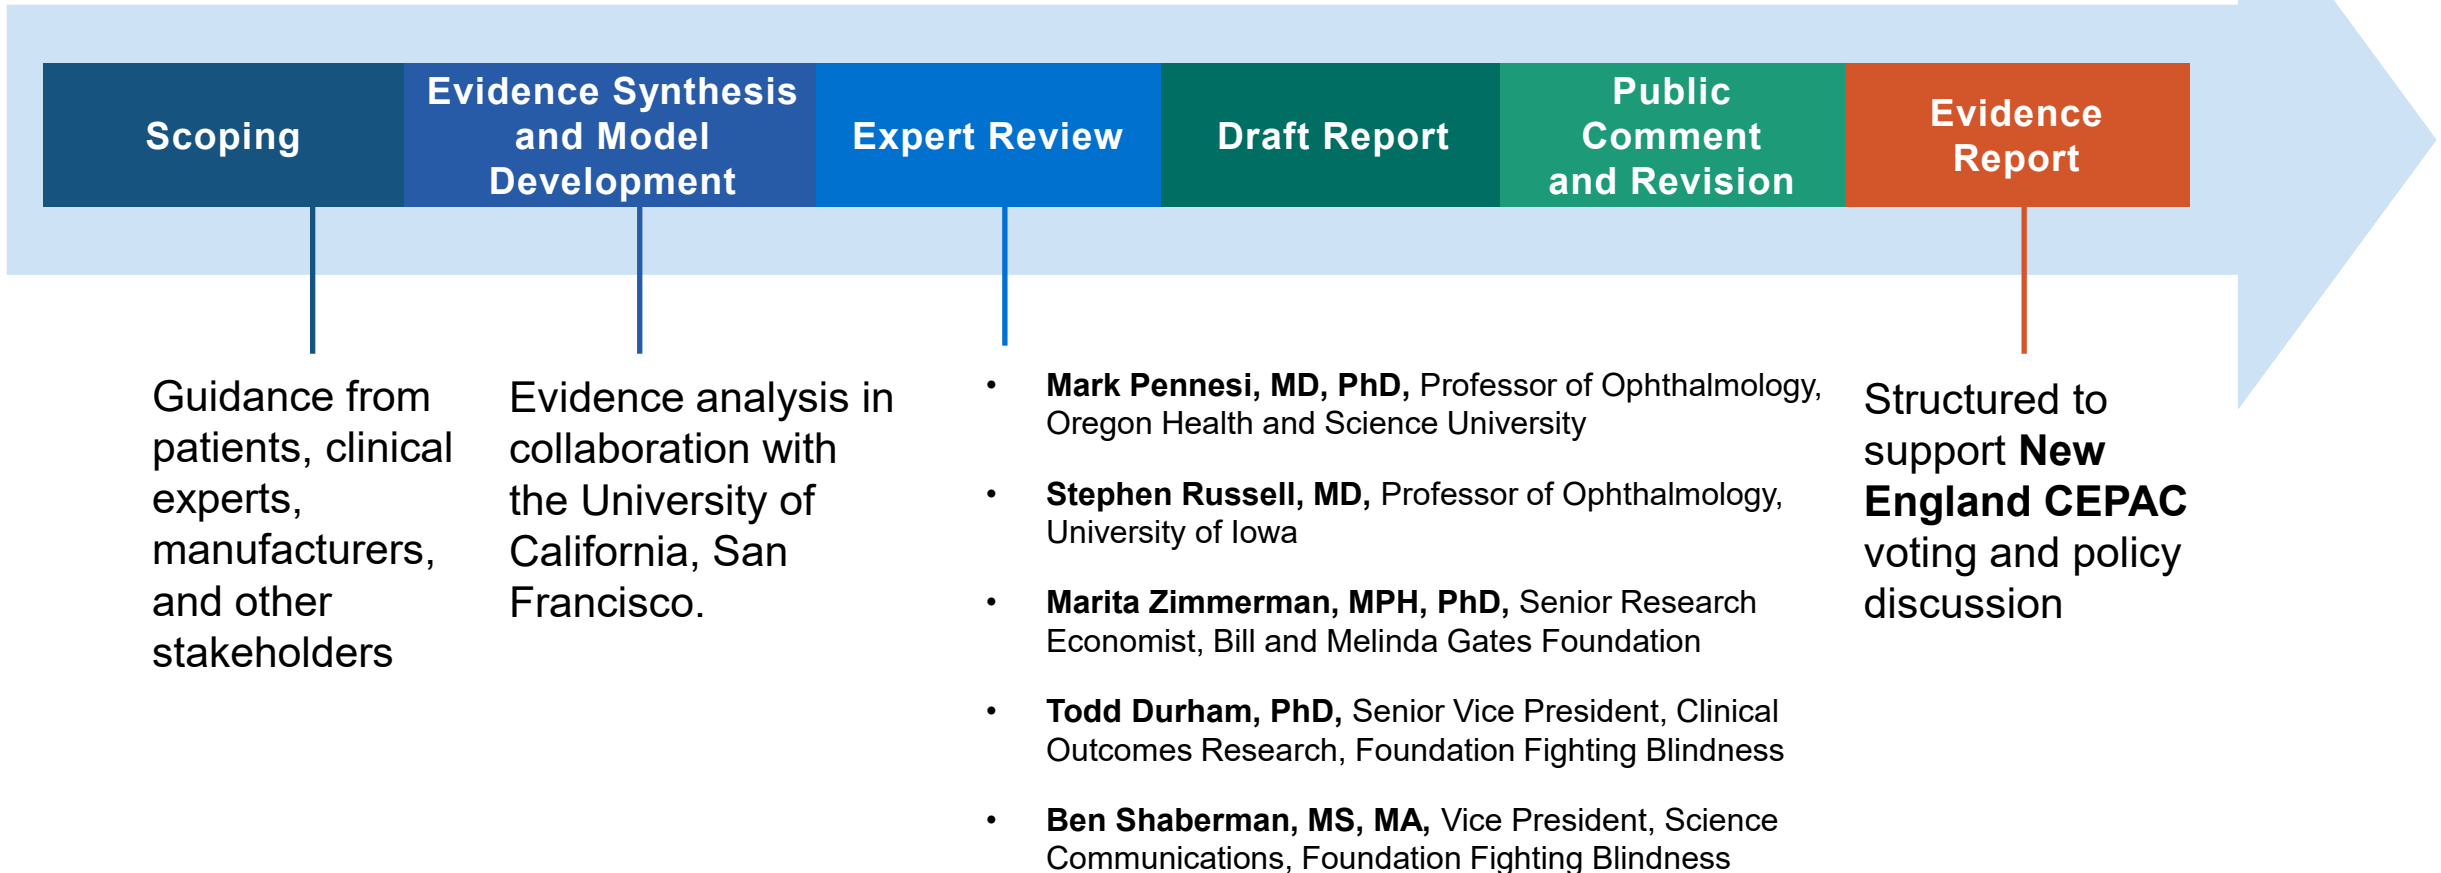 Scoping
Evidence Synthesis
and Model
Development
Expert Review
Draft Report
Public
Comment
and Revision
Evidence
Report
Guidance from
patients, clinical
experts,
manufacturers,
and other
stakeholders
Evidence analysis in
collaboration with
the University of
California, San
Francisco.
• Mark Pennesi, MD, PhD, Professor of Ophthalmology,
Oregon Health and Science University
• Stephen Russell, MD, Professor of Ophthalmology,
University of Iowa
• Marita Zimmerman, MPH, PhD, Senior Research
Economist, Bill and Melinda Gates Foundation
• Todd Durham, PhD, Senior Vice President, Clinical
Outcomes Research, Foundation Fighting Blindness
• Ben Shaberman, MS, MA, Vice President, Science
Communications, Foundation Fighting Blindness
Structured to
support New
England CEPAC
voting and policy
discussion